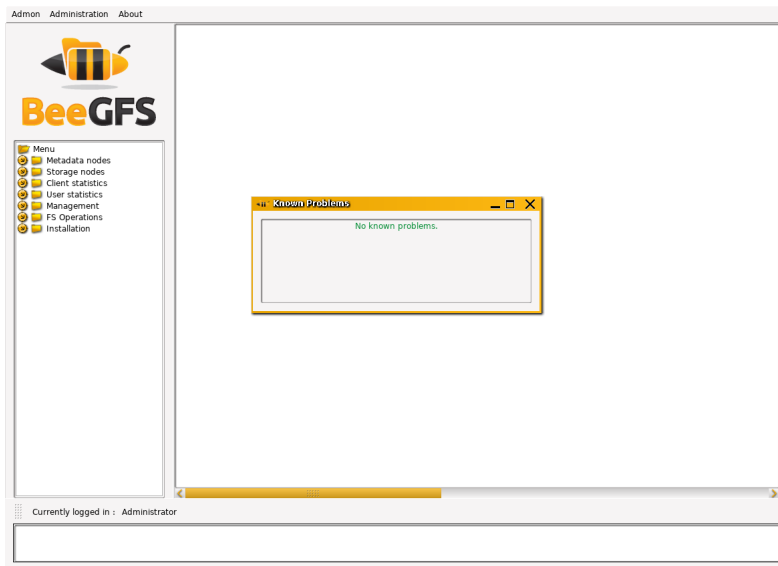 Admon Administration About
BeeGFS
Menu
Metadata nodes
Storage nodes
Client statistics
User statistics
Management
FS Operations
Installation
Known Problems
No known problems.
Currently logged in : Administrator